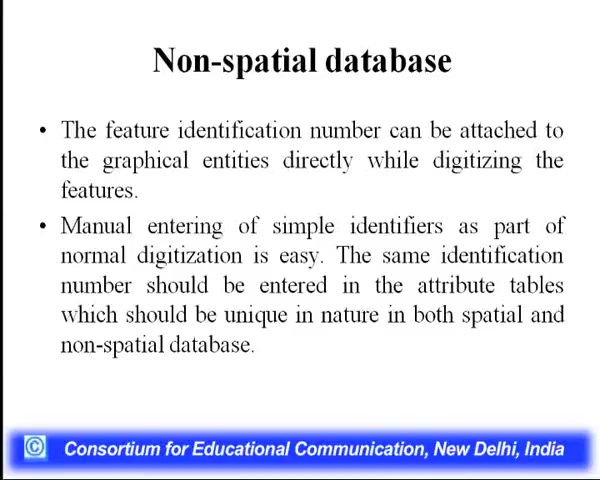 Non-spatial database
• The feature identification number can be attached to
the graphical entities directly while digitizing the
features.
• Manual entering of simple identifiers as part of
normal digitization is easy. The same identification
number should be entered in the attribute tables
which should be unique in nature in both spatial and
non-spatial database.
© Consortium for Educational Communication, New Delhi, India